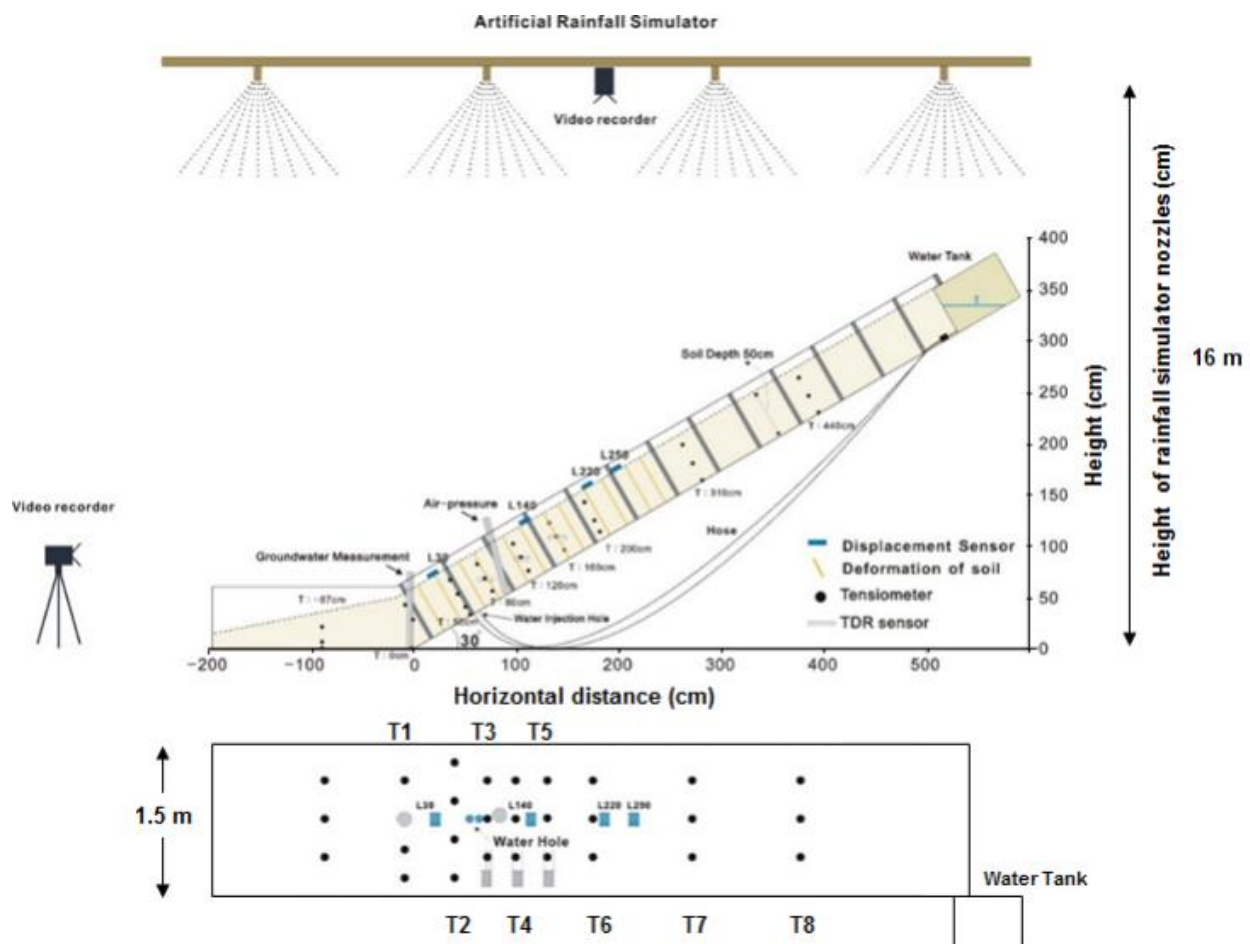 Artificial Rainfall Simulator
Video recorder
400
Water Tank
350
Soil Depth 50cm
300
250
T : 440cm
200
L250
L220
150
T : 310cm
Air-pressure
L140
Hose
T : 200cm
100
T : 160cm
T : 120cm
Groundwater Measurement
L30
T : 80cm
50
Water Injection Hole
T : -87cm
30°
T : 0cm
0
Height (cm)
Height of rainfall simulator nozzles (cm)
16 m
Video recorder
Displacement Sensor
Deformation of soil
Tensiometer
TDR sensor
−200
−100
0
100
200
300
400
500
Horizontal distance (cm)
T1
T3
T5
1.5 m
L30
L140
L220
L290
Water Hole
Water Tank
T2
T4
T6
T7
T8